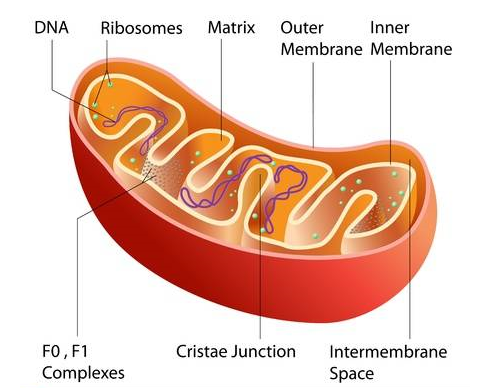 DNA
Ribosomes
Matrix
Outer
Membrane
Inner
Membrane
F0 , F1
Complexes
Cristae Junction
Intermembrane
Space